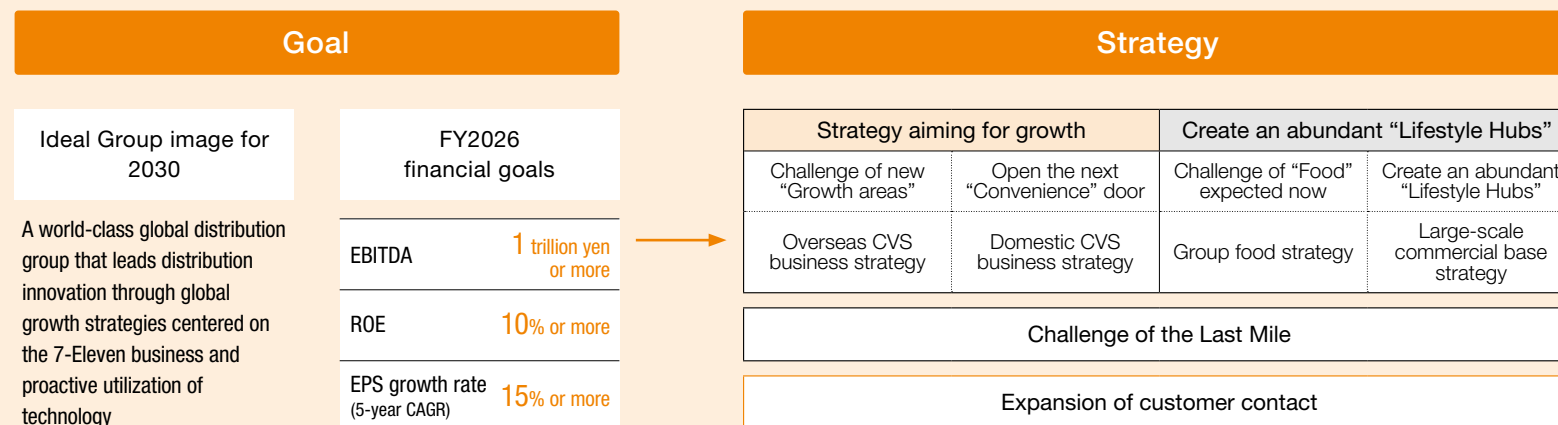 Goal
Ideal Group image for
2030
A world-class global distribution
group that leads distribution
innovation through global
growth strategies centered on
the 7-Eleven business and
proactive utilization of
technology
FY2026
financial goals
EBITDA
1 trillion yen
or more
ROE
10% or more
EPS growth rate
(5-year CAGR)
15% or more
Strategy
Strategy aiming for growth
Create an abundant “Lifestyle Hubs”
Challenge of new
“Growth areas”
Open the next
“Convenience” door
Challenge of “Food”
expected now
Create an abundant
“Lifestyle Hubs”
Overseas CVS
business strategy
Domestic CVS
business strategy
Group food strategy
Large-scale
commercial base
strategy
Challenge of the Last Mile
Expansion of customer contact